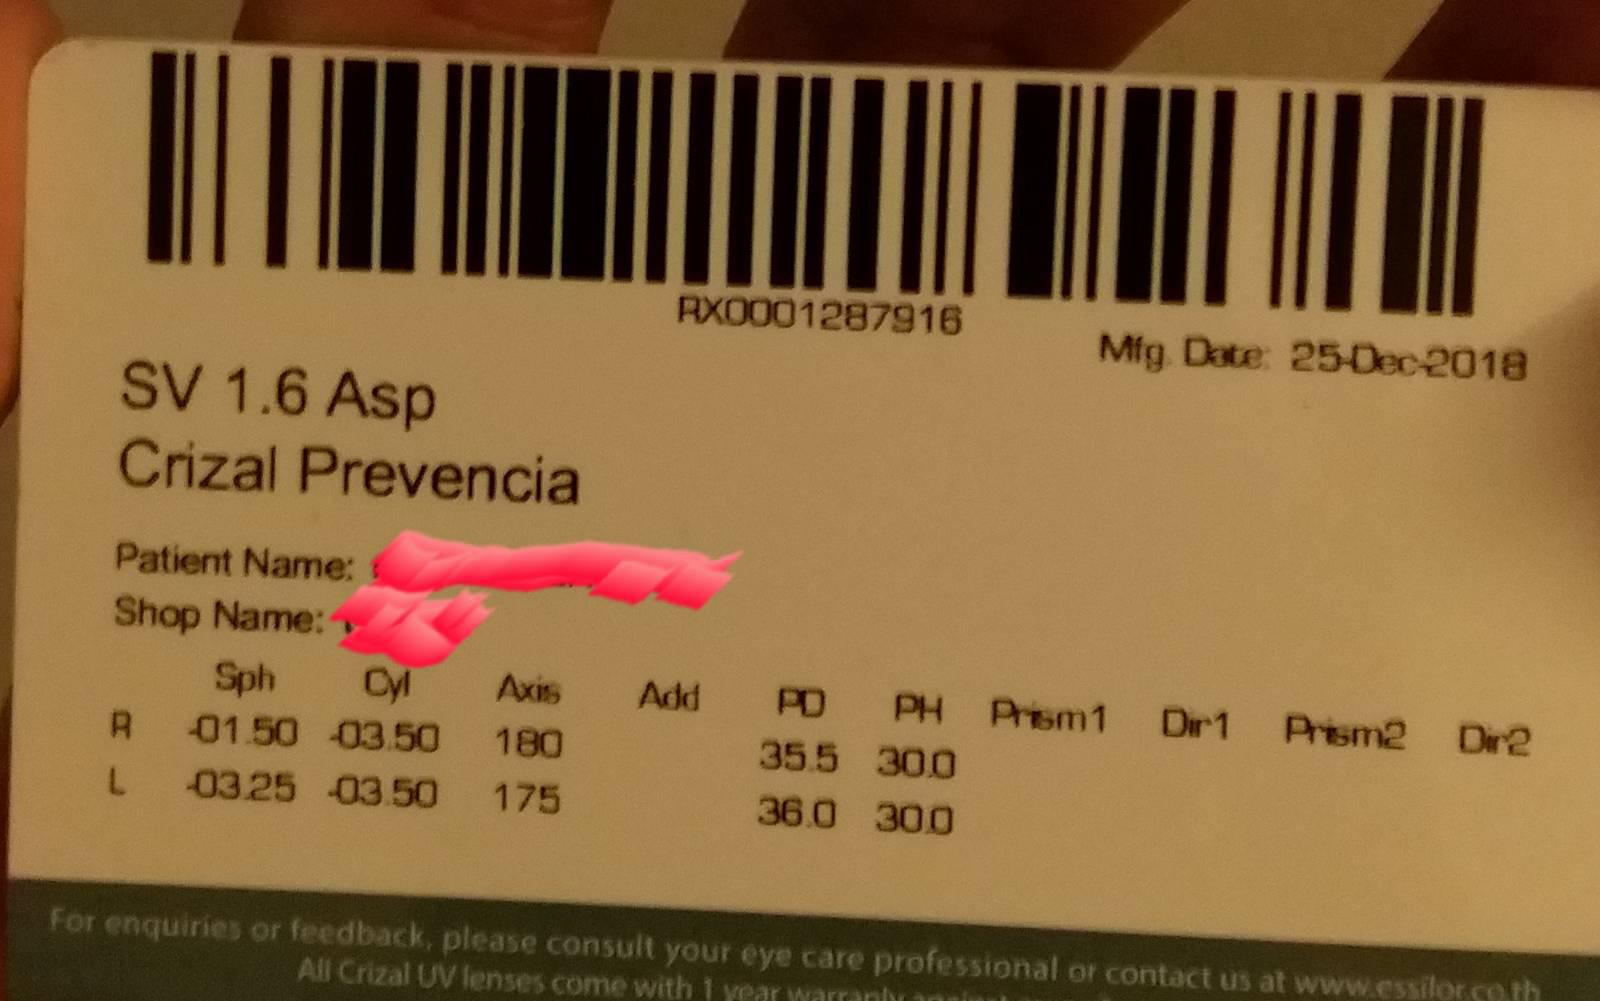 RX0001287916
Mfg. Date: 25-Dec-2018
SV 1.6 Asp
Crizal Prevencia
Patient Name:
Shop Name:
Sph Cyl Axis Add PD PH Prism1 Dir1 Prism2 Dir2
R -01.50 -03.50 180 35.5 30.0
L -03.25 -03.50 175 36.0 30.0
For enquiries or feedback, please consult your eye care professional or contact us at www.essilor.co.th
All Crizal UV lenses come with 1 year warranty against